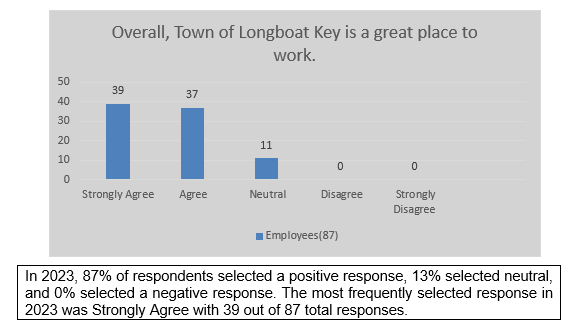 Overall, Town of Longboat Key is a great place to
work.
50
40
30
20
10
0
39
37
11
0
0
Strongly Agree
Agree
Neutral
Disagree
Strongly
Disagree
Employees(87)
In 2023, 87% of respondents selected a positive response, 13% selected neutral,
and 0% selected a negative response. The most frequently selected response in
2023 was Strongly Agree with 39 out of 87 total responses.